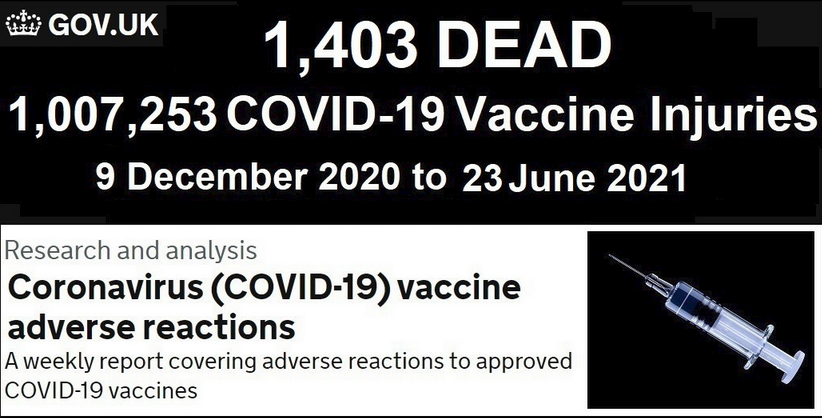 GOV.UK
1,403 DEAD
1,007,253 COVID-19 Vaccine Injuries
9 December 2020 to 23 June 2021
Research and analysis
Coronavirus (COVID-19) vaccine
adverse reactions
A weekly report covering adverse reactions to approved
COVID-19 vaccines